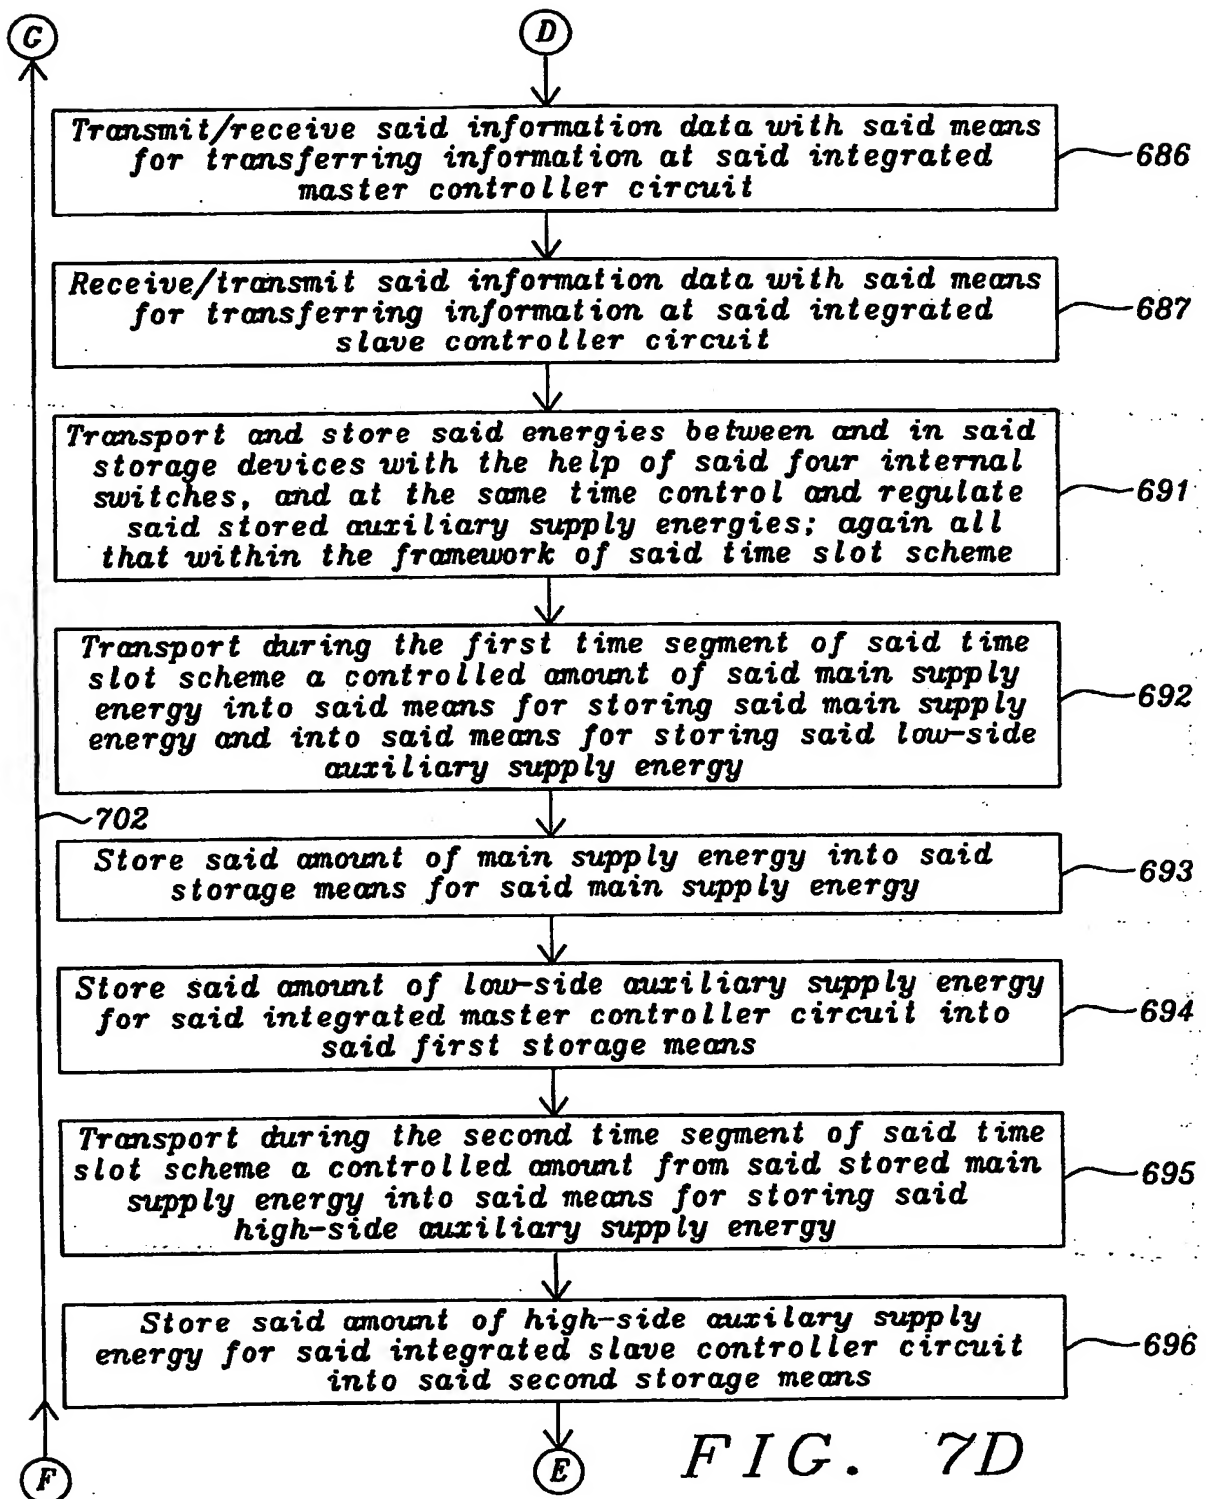 G
D
Transmit/receive said information data with said means
for transferring information at said integrated
master controller circuit
686
Receive/transmit said information data with said means
for transferring information at said integrated
slave controller circuit
687
Transport and store said energies between and in said
storage devices with the help of said four internal
switches, and at the same time control and regulate
said stored auxiliary supply energies; again all
that within the framework of said time slot scheme
691
Transport during the first time segment of said time
slot scheme a controlled amount of said main supply
energy into said means for storing said main supply
energy and into said means for storing said low-side
auxiliary supply energy
692
702
Store said amount of main supply energy into said
storage means for said main supply energy
693
Store said amount of low-side auxiliary supply energy
for said integrated master controller circuit into
said first storage means
694
Transport during the second time segment of said time
slot scheme a controlled amount from said stored main
supply energy into said means for storing said
high-side auxiliary supply energy
695
Store said amount of high-side auxilary supply
energy for said integrated slave controller circuit
into said second storage means
696
F
E
FIG. 7D